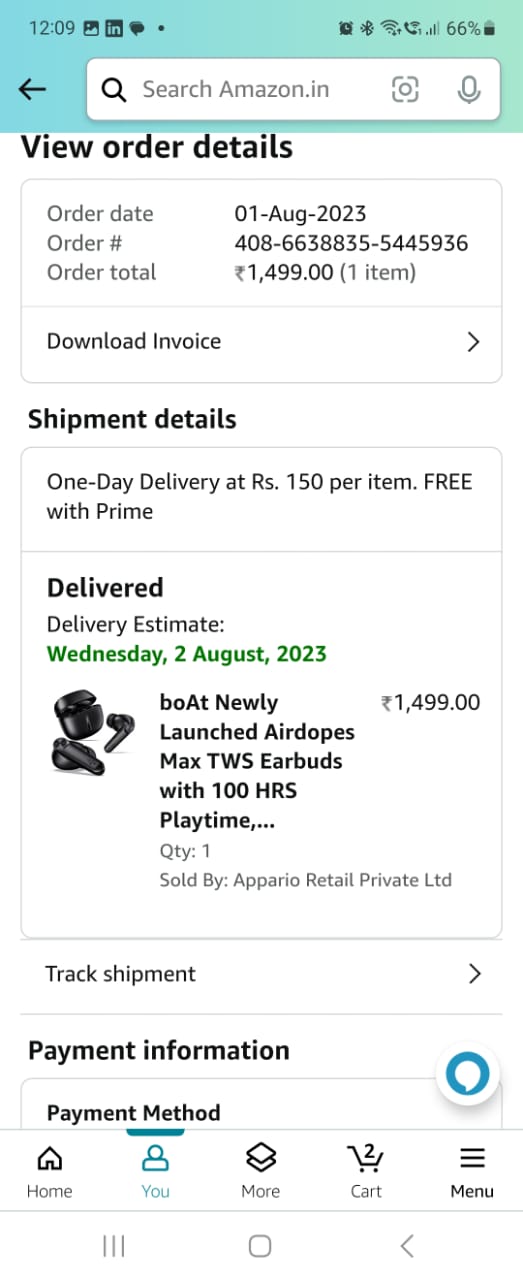 12:09 66%
Search Amazon.in
View order details
Order date 01-Aug-2023
Order # 408-6638835-5445936
Order total ₹1,499.00 (1 item)
Download Invoice
Shipment details
One-Day Delivery at Rs. 150 per item. FREE
with Prime
Delivered
Delivery Estimate:
Wednesday, 2 August, 2023
boAt Newly ₹1,499.00
Launched Airdopes
Max TWS Earbuds
with 100 HRS
Playtime,...
Qty: 1
Sold By: Appario Retail Private Ltd
Track shipment
Payment information
Payment Method
2
Home You More Cart Menu